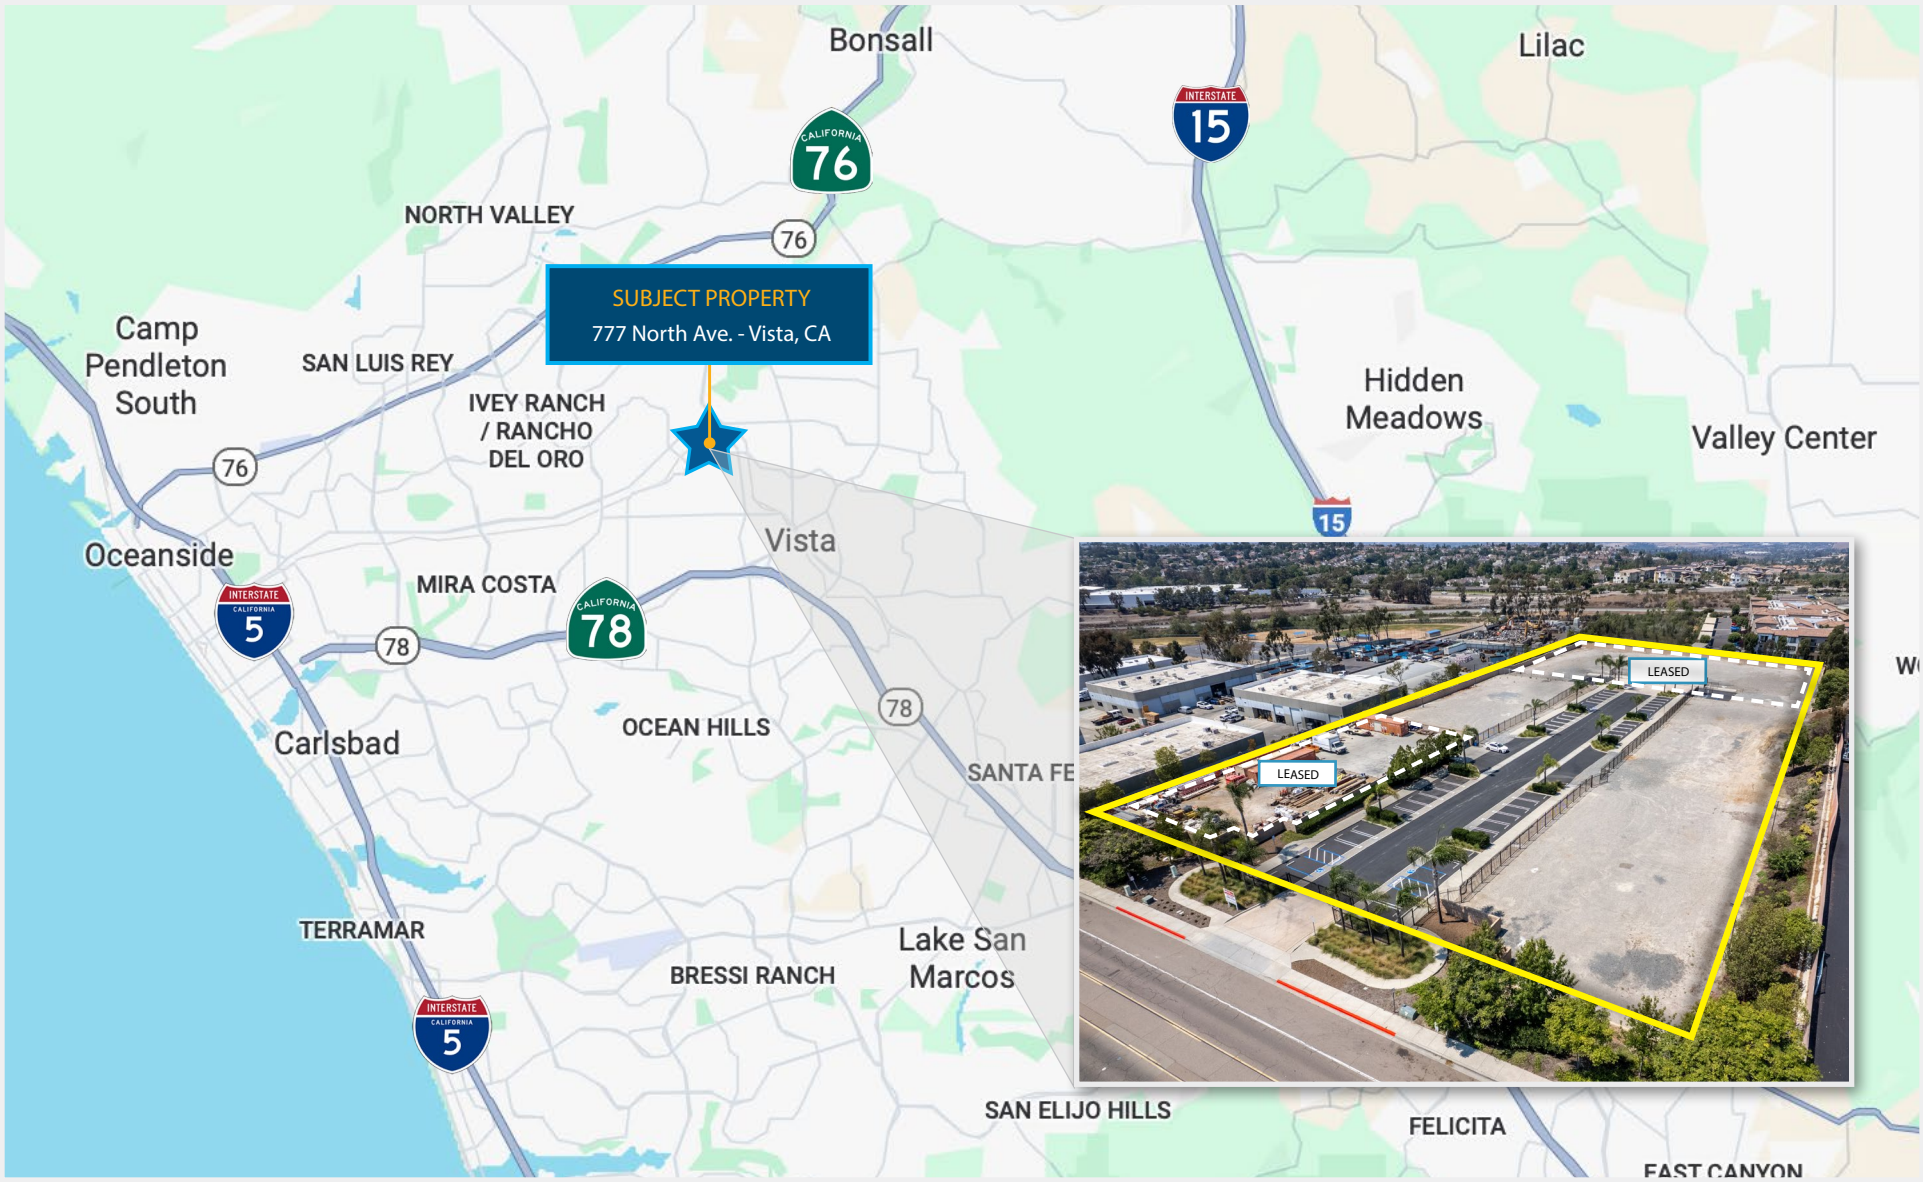 Bonsall
Lilac
INTERSTATE
15
CALIFORNIA
76
NORTH VALLEY
76
SUBJECT PROPERTY
777 North Ave. - Vista, CA
Camp
Pendleton
South
SAN LUIS REY
IVEY RANCH
/ RANCHO
DEL ORO
Hidden
Meadows
Valley Center
76
15
Oceanside
Vista
MIRA COSTA
INTERSTATE
CALIFORNIA
5
CALIFORNIA
78
78
LEASED
78
OCEAN HILLS
Carlsbad
SANTA FE
LEASED
TERRAMAR
Lake San
Marcos
BRESSI RANCH
INTERSTATE
CALIFORNIA
5
SAN ELIJO HILLS
FELICITA
EAST CANYON